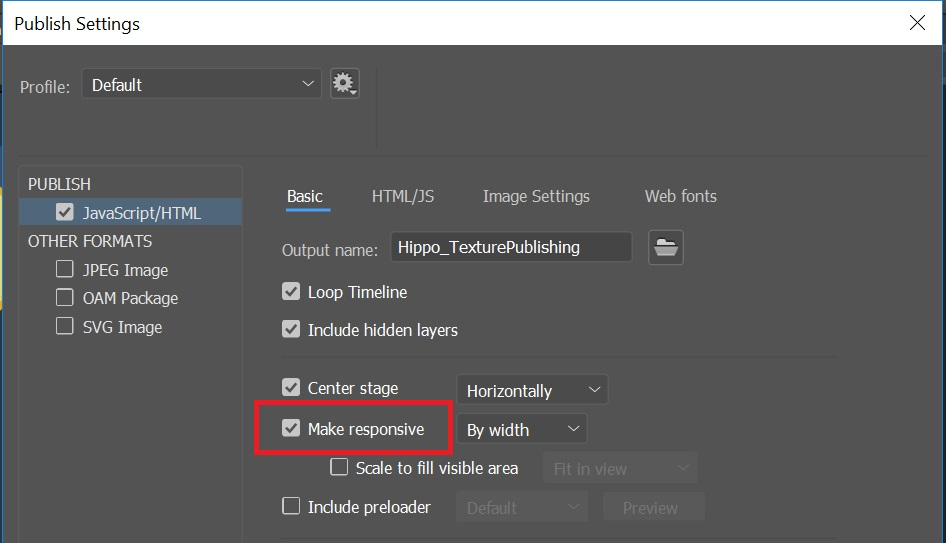 Publish Settings
Profile: Default
PUBLISH
JavaScript/HTML
OTHER FORMATS
JPEG Image
OAM Package
SVG Image
Basic HTML/JS Image Settings Web fonts
Output name: Hippo_TexturePublishing
Loop Timeline
Include hidden layers
Center stage Horizontally
Make responsive By width
Scale to fill visible area Fit in view
Include preloader Default Preview